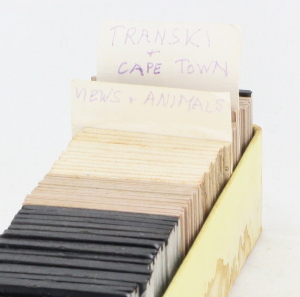 TRANSKI
+
CAPE TOWN
VIEWS + ANIMALS